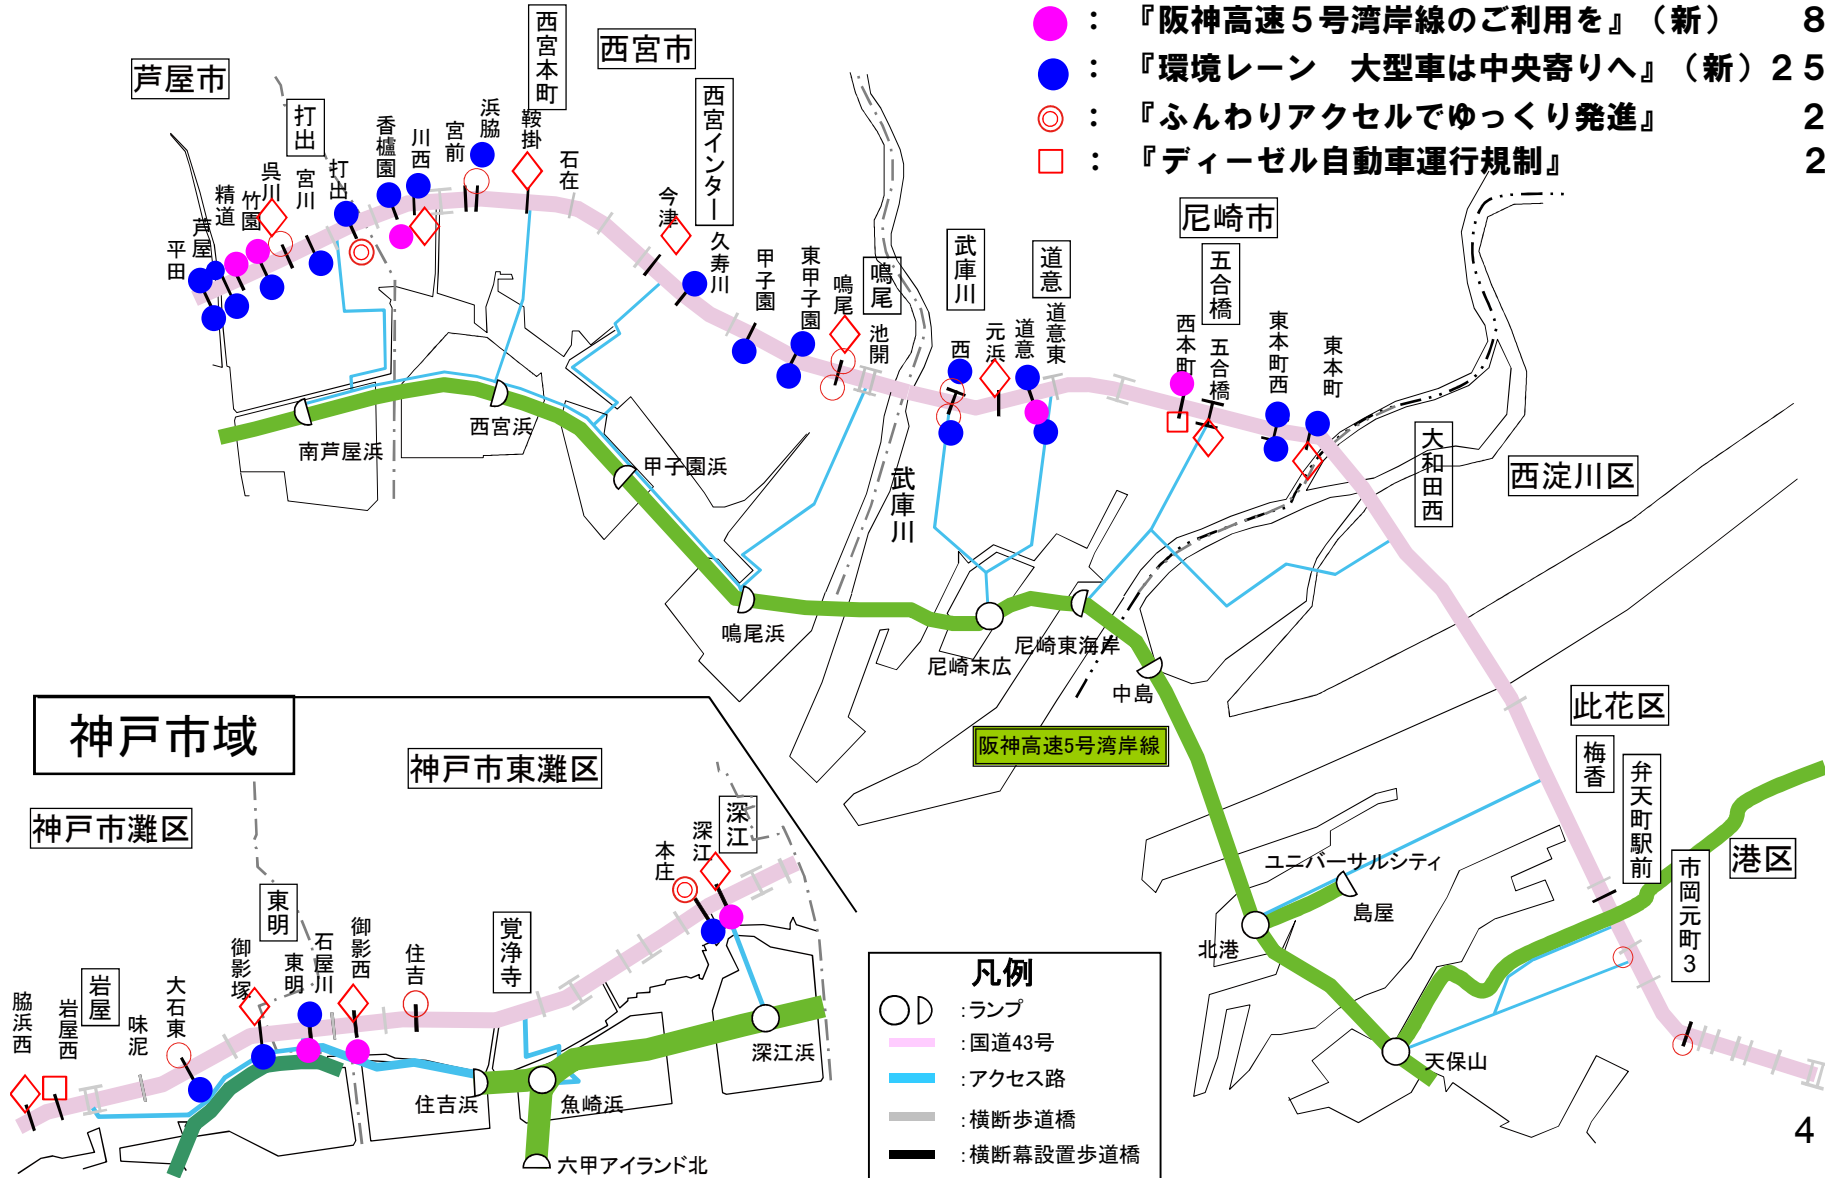 ：『阪神高速５号湾岸線のご利用を』（新） 8
：『環境レーン　大型車は中央寄りへ』（新）２５
：『ふんわりアクセルでゆっくり発進』 2
：『ディーゼル自動車運行規制』 2
芦屋市
西宮市
尼崎市
西淀川区
此花区
港区
打出
西宮本町
西宮インター
鳴尾
武庫川
道意
五合橋
大和田西
梅香
弁天町駅前
市岡元町３
平田
芦屋
精道
竹園
呉川
宮川
打出
香櫨園
川西
宮前
浜脇
鞍掛
石在
今津
久寿川
甲子園
東甲子園
鳴尾
池開
西
元浜
道意
道意東
西本町
五合橋
東本町西
東本町
武庫川
南芦屋浜
西宮浜
甲子園浜
鳴尾浜
尼崎末広
尼崎東海岸
中島
阪神高速5号湾岸線
ユニバーサルシティ
島屋
北港
天保山
神戸市域
神戸市東灘区
神戸市灘区
深江
東明
覚浄寺
岩屋
脇浜西
岩屋西
味泥
大石東
御影塚
東明
石屋川
御影西
住吉
本庄
深江
深江浜
住吉浜
魚崎浜
六甲アイランド北
凡例
:ランプ
:国道43号
:アクセス路
:横断歩道橋
:横断幕設置歩道橋
4